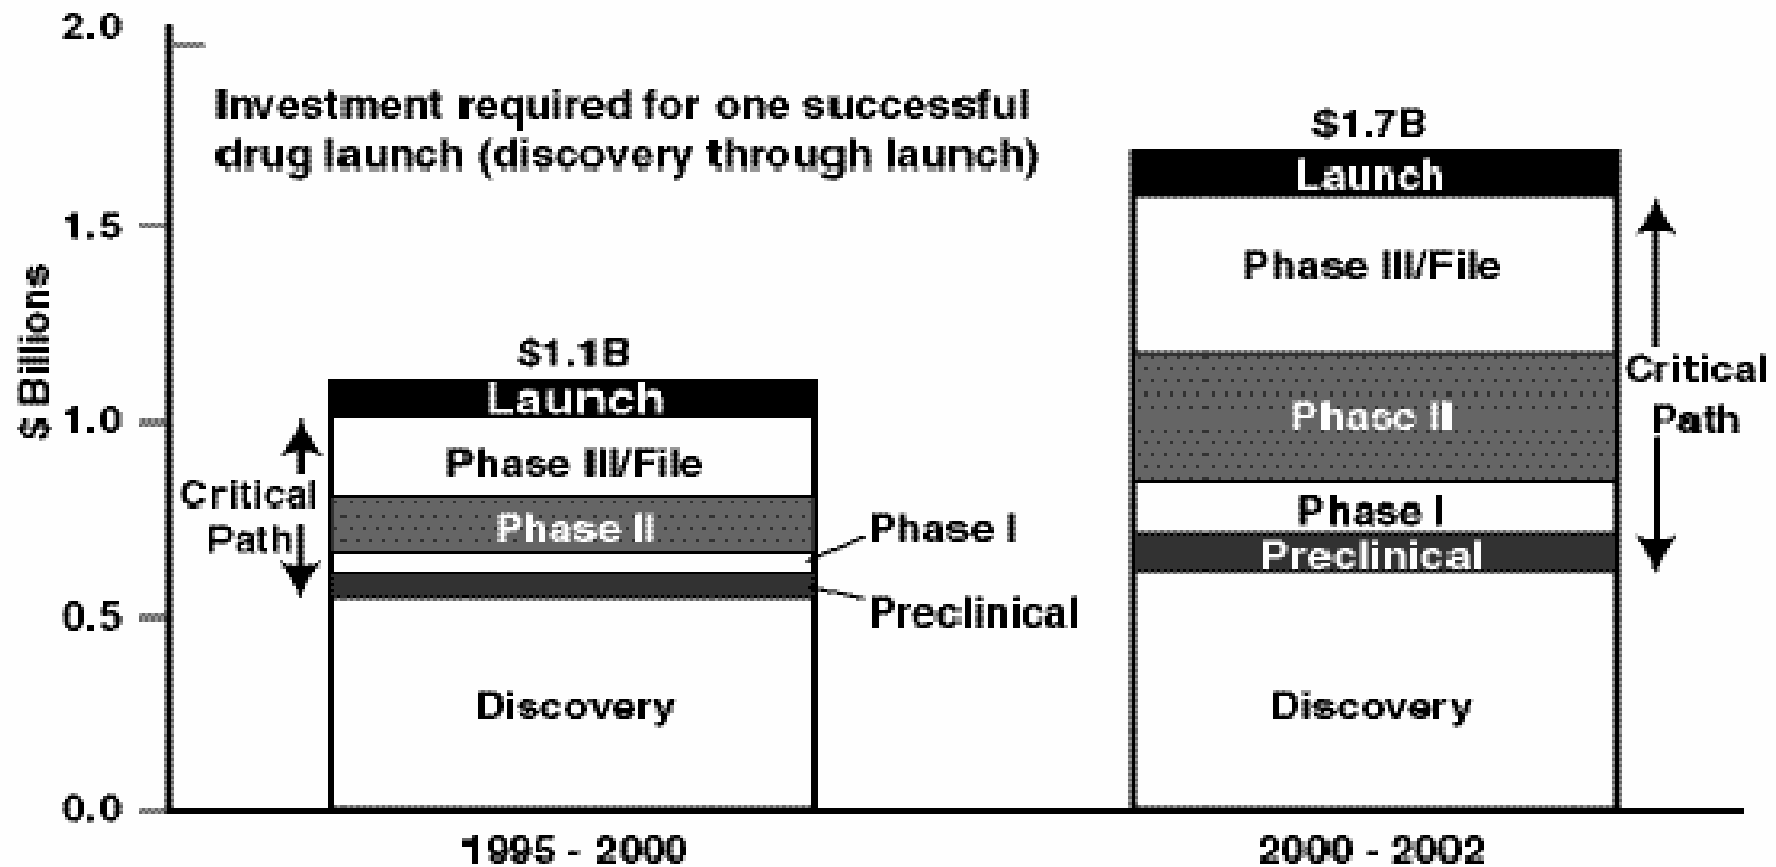 2.0
Investment required for one successful
drug launch (discovery through launch)
$1.7B
Launch
1.5
Phase III/File
$ Billions
$1.1B
Launch
Critical
Path
1.0
Phase II
Phase III/File
Critical
Path
Phase II
Phase I
Phase I
Preclinical
Preclinical
0.5
Discovery
Discovery
0.0
1995 - 2000
2000 - 2002